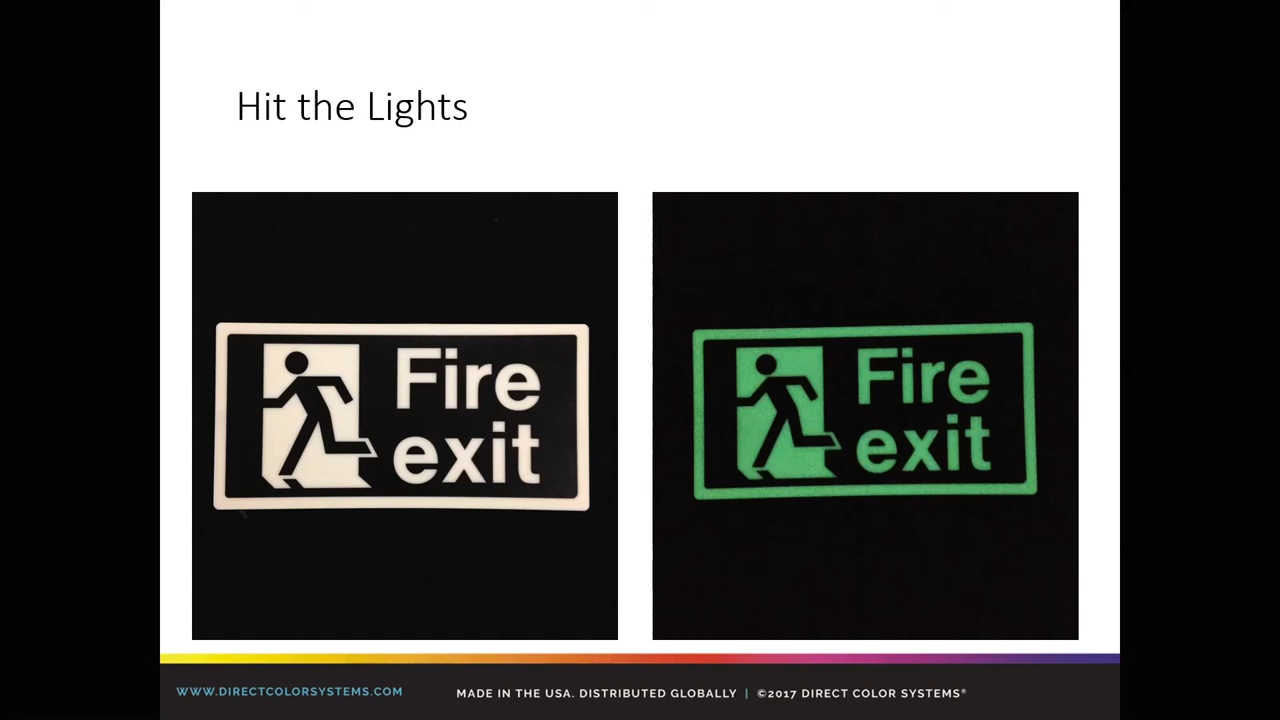 Hit the Lights
Fire
exit
Fire
exit
WWW.DIRECTCOLORSYSTEMS.COM
MADE IN THE USA. DISTRIBUTED GLOBALLY | ©2017 DIRECT COLOR SYSTEMS®